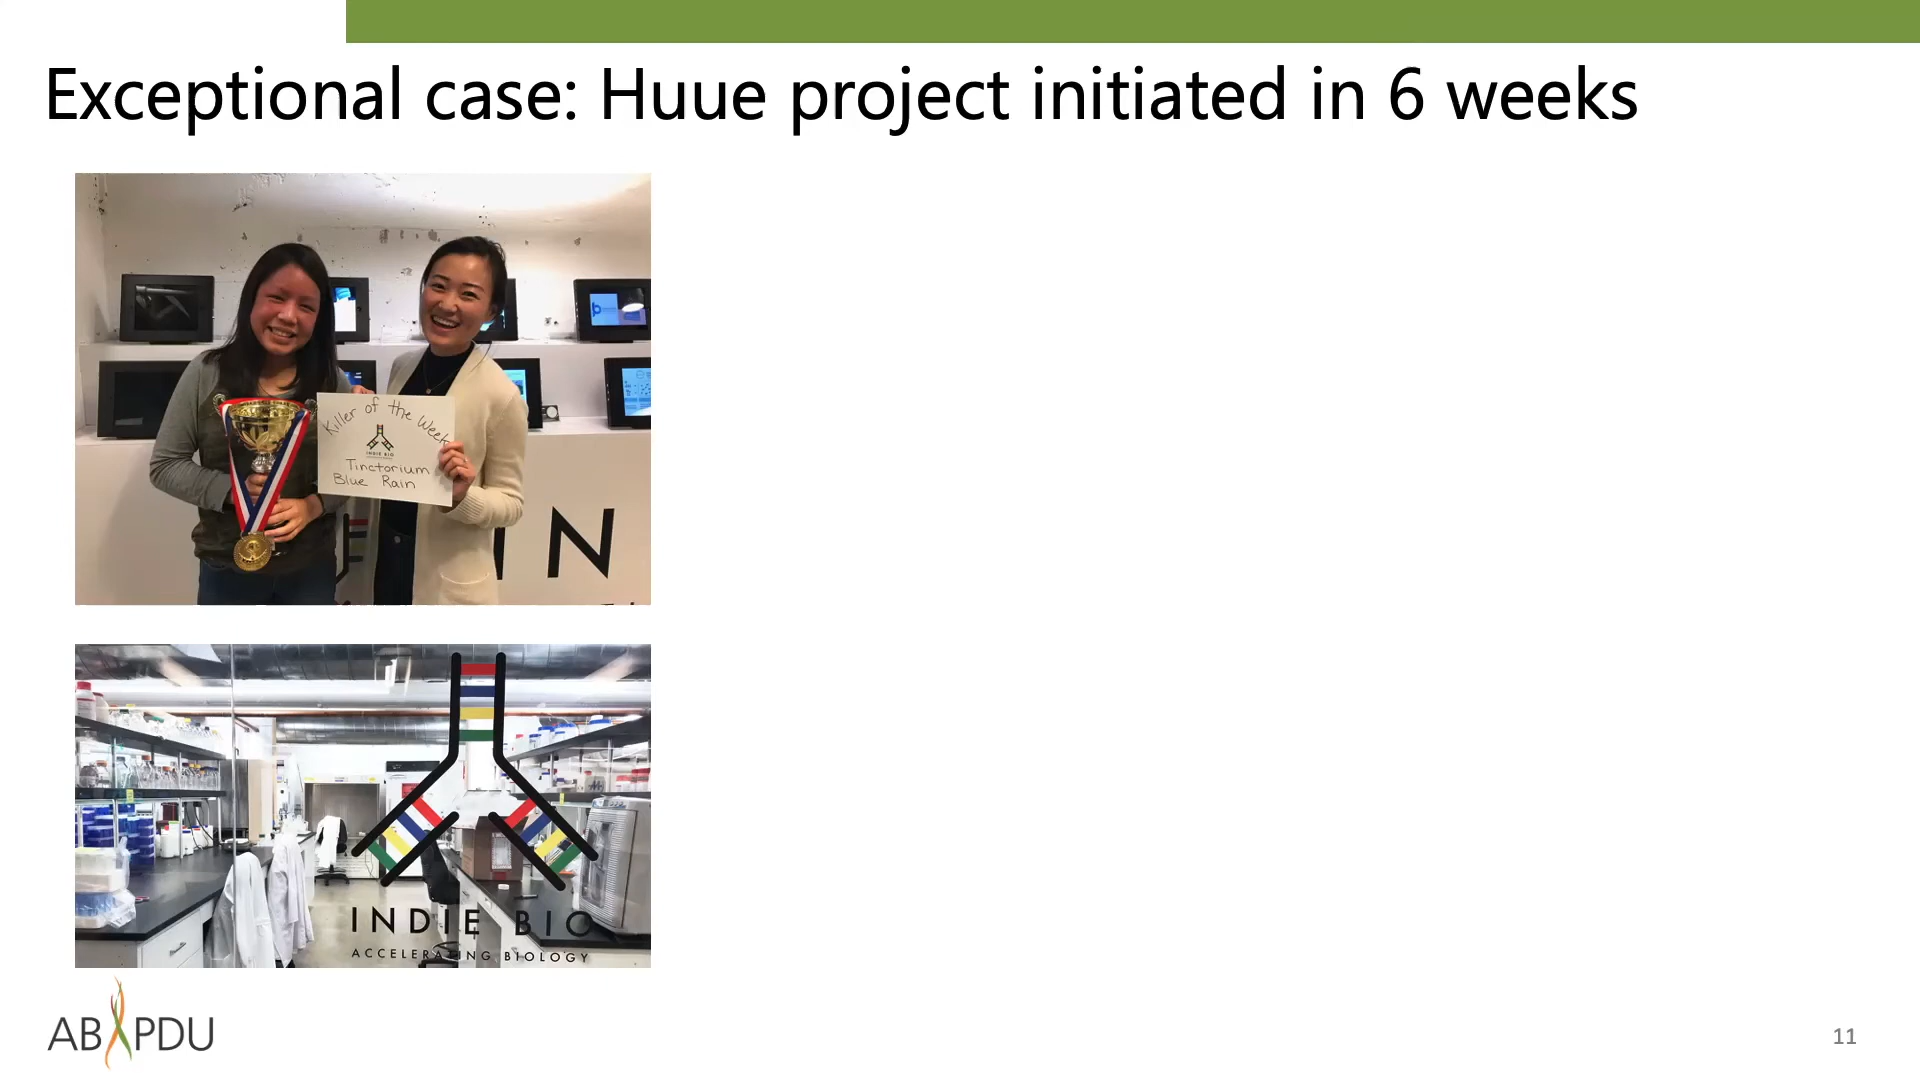 Exceptional case: Huue project initiated in 6 weeks
Killer of the Week
INDIE BIO
Tinctorium
Blue Rain
IN
INDIE BIO
ACCELERATING BIOLOGY
ABPDU
11